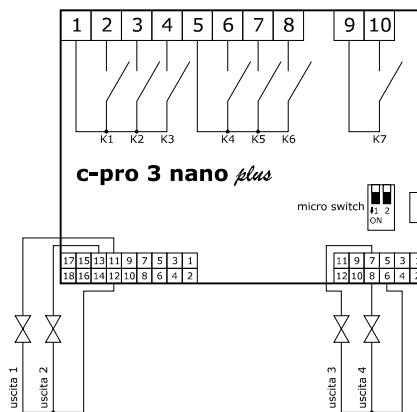 1 2 3 4 5 6 7 8 9 10
K1 K2 K3 K4 K5 K6 K7
c-pro 3 nano plus
micro switch
1 2
ON
17 15 13 11 9 7 5 3 1
18 16 14 12 10 8 6 4 2
11 9 7 5 3
12 10 8 6 4 2
uscita 1
uscita 2
uscita 3
uscita 4